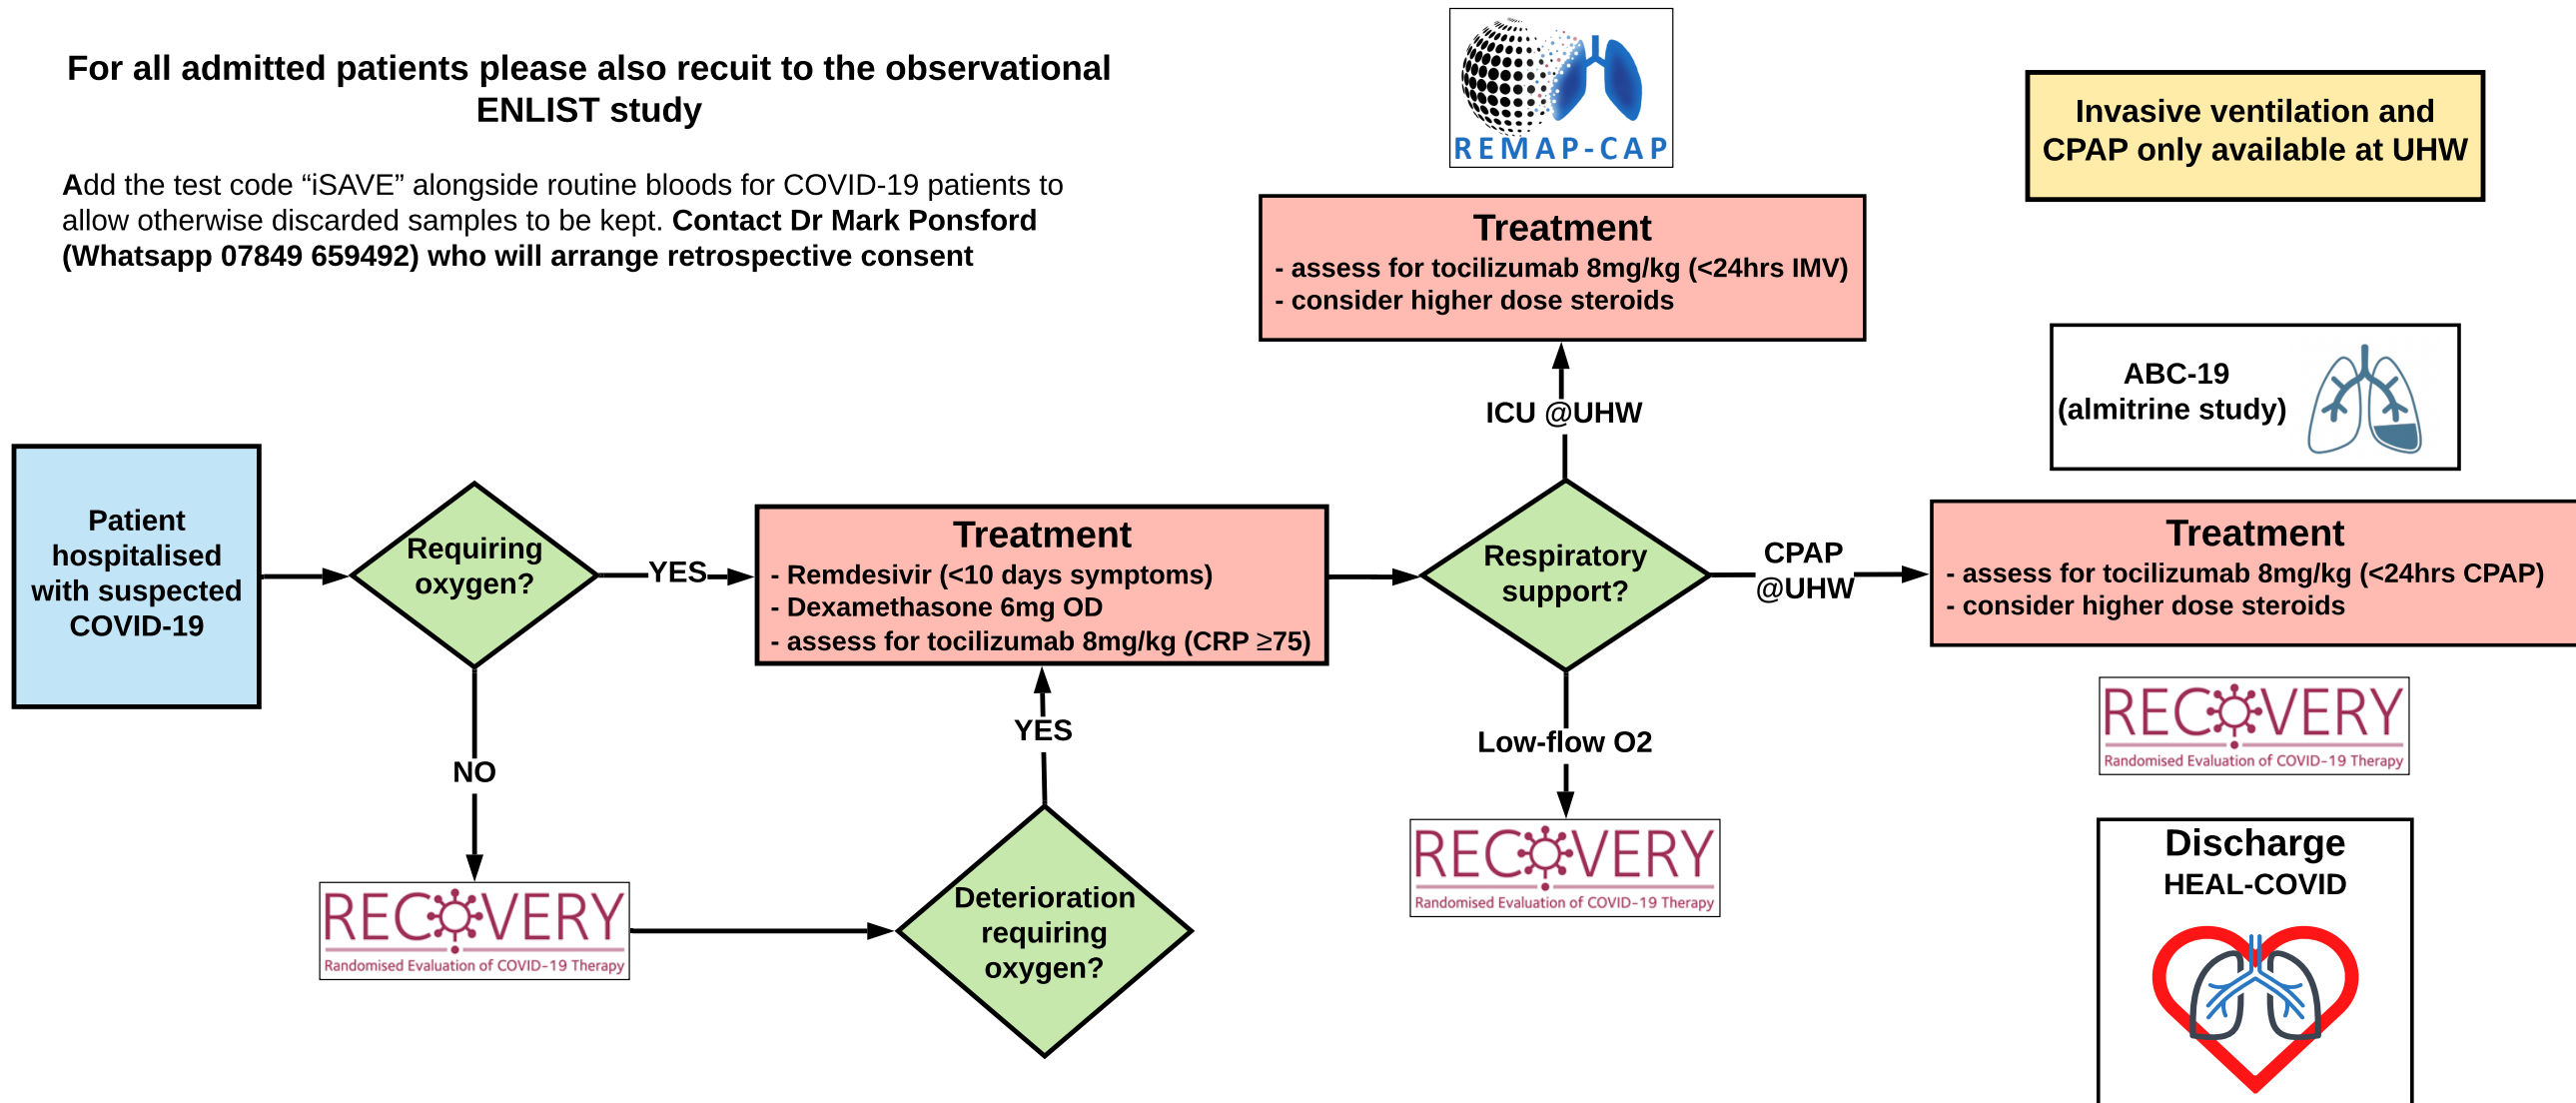 For all admitted patients please also recuit to the observational
ENLIST study
Add the test code “iSAVE” alongside routine bloods for COVID-19 patients to
allow otherwise discarded samples to be kept. Contact Dr Mark Ponsford
(Whatsapp 07849 659492) who will arrange retrospective consent
REMAP-CAP
Invasive ventilation and
CPAP only available at UHW
Treatment
- assess for tocilizumab 8mg/kg (<24hrs IMV)
- consider higher dose steroids
ABC-19
(almitrine study)
ICU @UHW
Patient
hospitalised
with suspected
COVID-19
Requiring
oxygen?
YES
Treatment
- Remdesivir (<10 days symptoms)
- Dexamethasone 6mg OD
- assess for tocilizumab 8mg/kg (CRP ≥75)
Respiratory
support?
CPAP
@UHW
Treatment
- assess for tocilizumab 8mg/kg (<24hrs CPAP)
- consider higher dose steroids
NO
YES
Low-flow O2
RECOVERY
Randomised Evaluation of COVID-19 Therapy
RECOVERY
Randomised Evaluation of COVID-19 Therapy
Deterioration
requiring
oxygen?
RECOVERY
Randomised Evaluation of COVID-19 Therapy
Discharge
HEAL-COVID